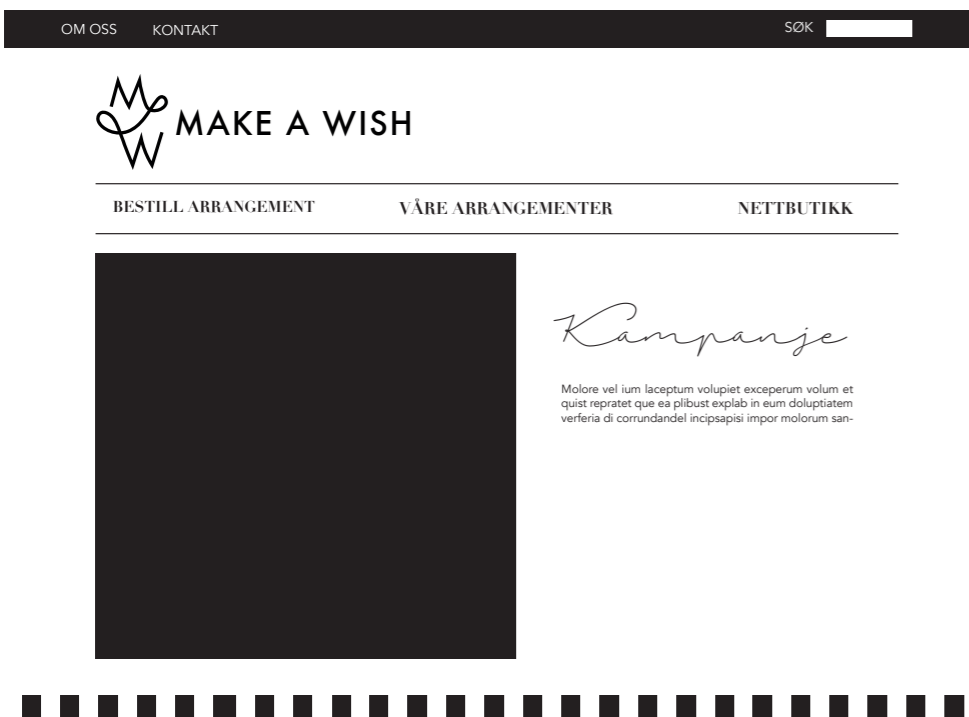 OM OSS KONTAKT SØK
MW
MAKE A WISH
BESTILL ARRANGEMENT VÅRE ARRANGEMENTER NETTBUTIKK
Kampanje
Molore vel ium laceptum volupiet exceperum volum et
quist repratet que ea plibust explab in eum doluptiatem
verferia di corrundandel incipsapisi impor molorum san-